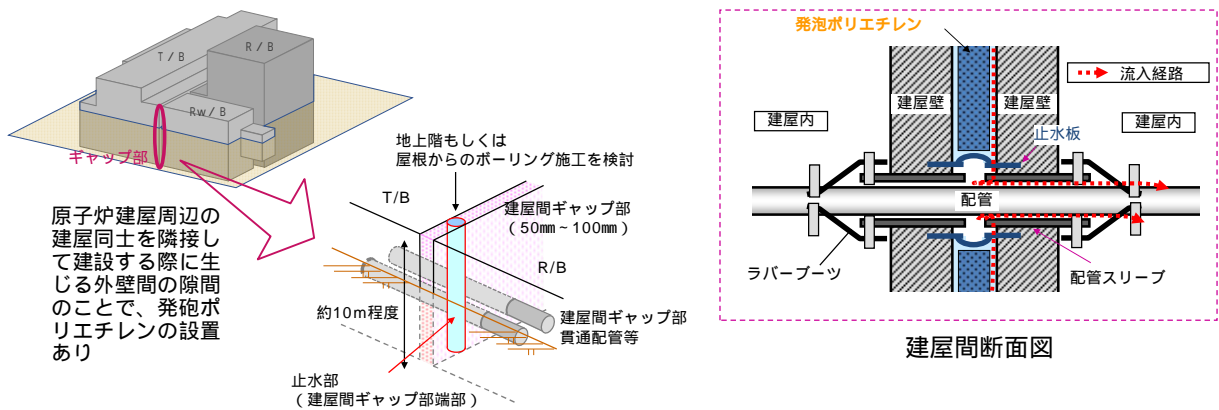 T/B
R/B
Rw/B
ギャップ部
原子炉建屋周辺の
建屋同士を隣接し
て建設する際に生
じる外壁間の隙間
のことで、発砲ポ
リエチレンの設置
あり
地上階もしくは
屋根からのボーリング施工を検討
T/B
建屋間ギャップ部
(50mm~100mm)
R/B
約10m程度
建屋間ギャップ部
貫通配管等
止水部
(建屋間ギャップ部端部)
発泡ポリエチレン
流入経路
建屋壁
建屋壁
建屋内
建屋内
止水板
配管
ラバーブーツ
配管スリーブ
建屋間断面図